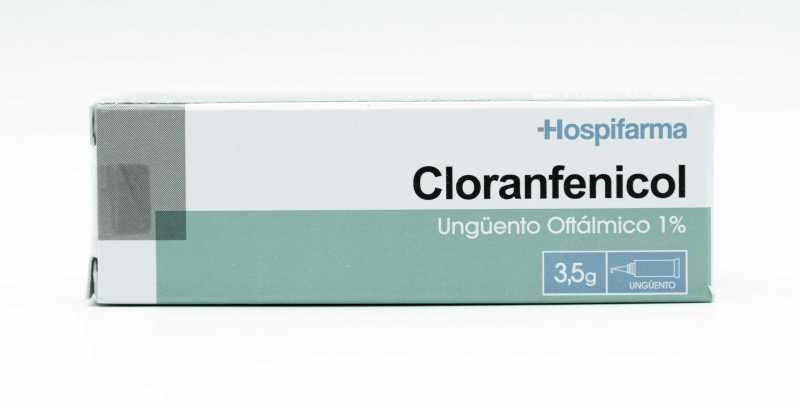 Hospifarma
Cloranfenicol
Ungüento Oftálmico 1%
3,5g
UNGÜENTO